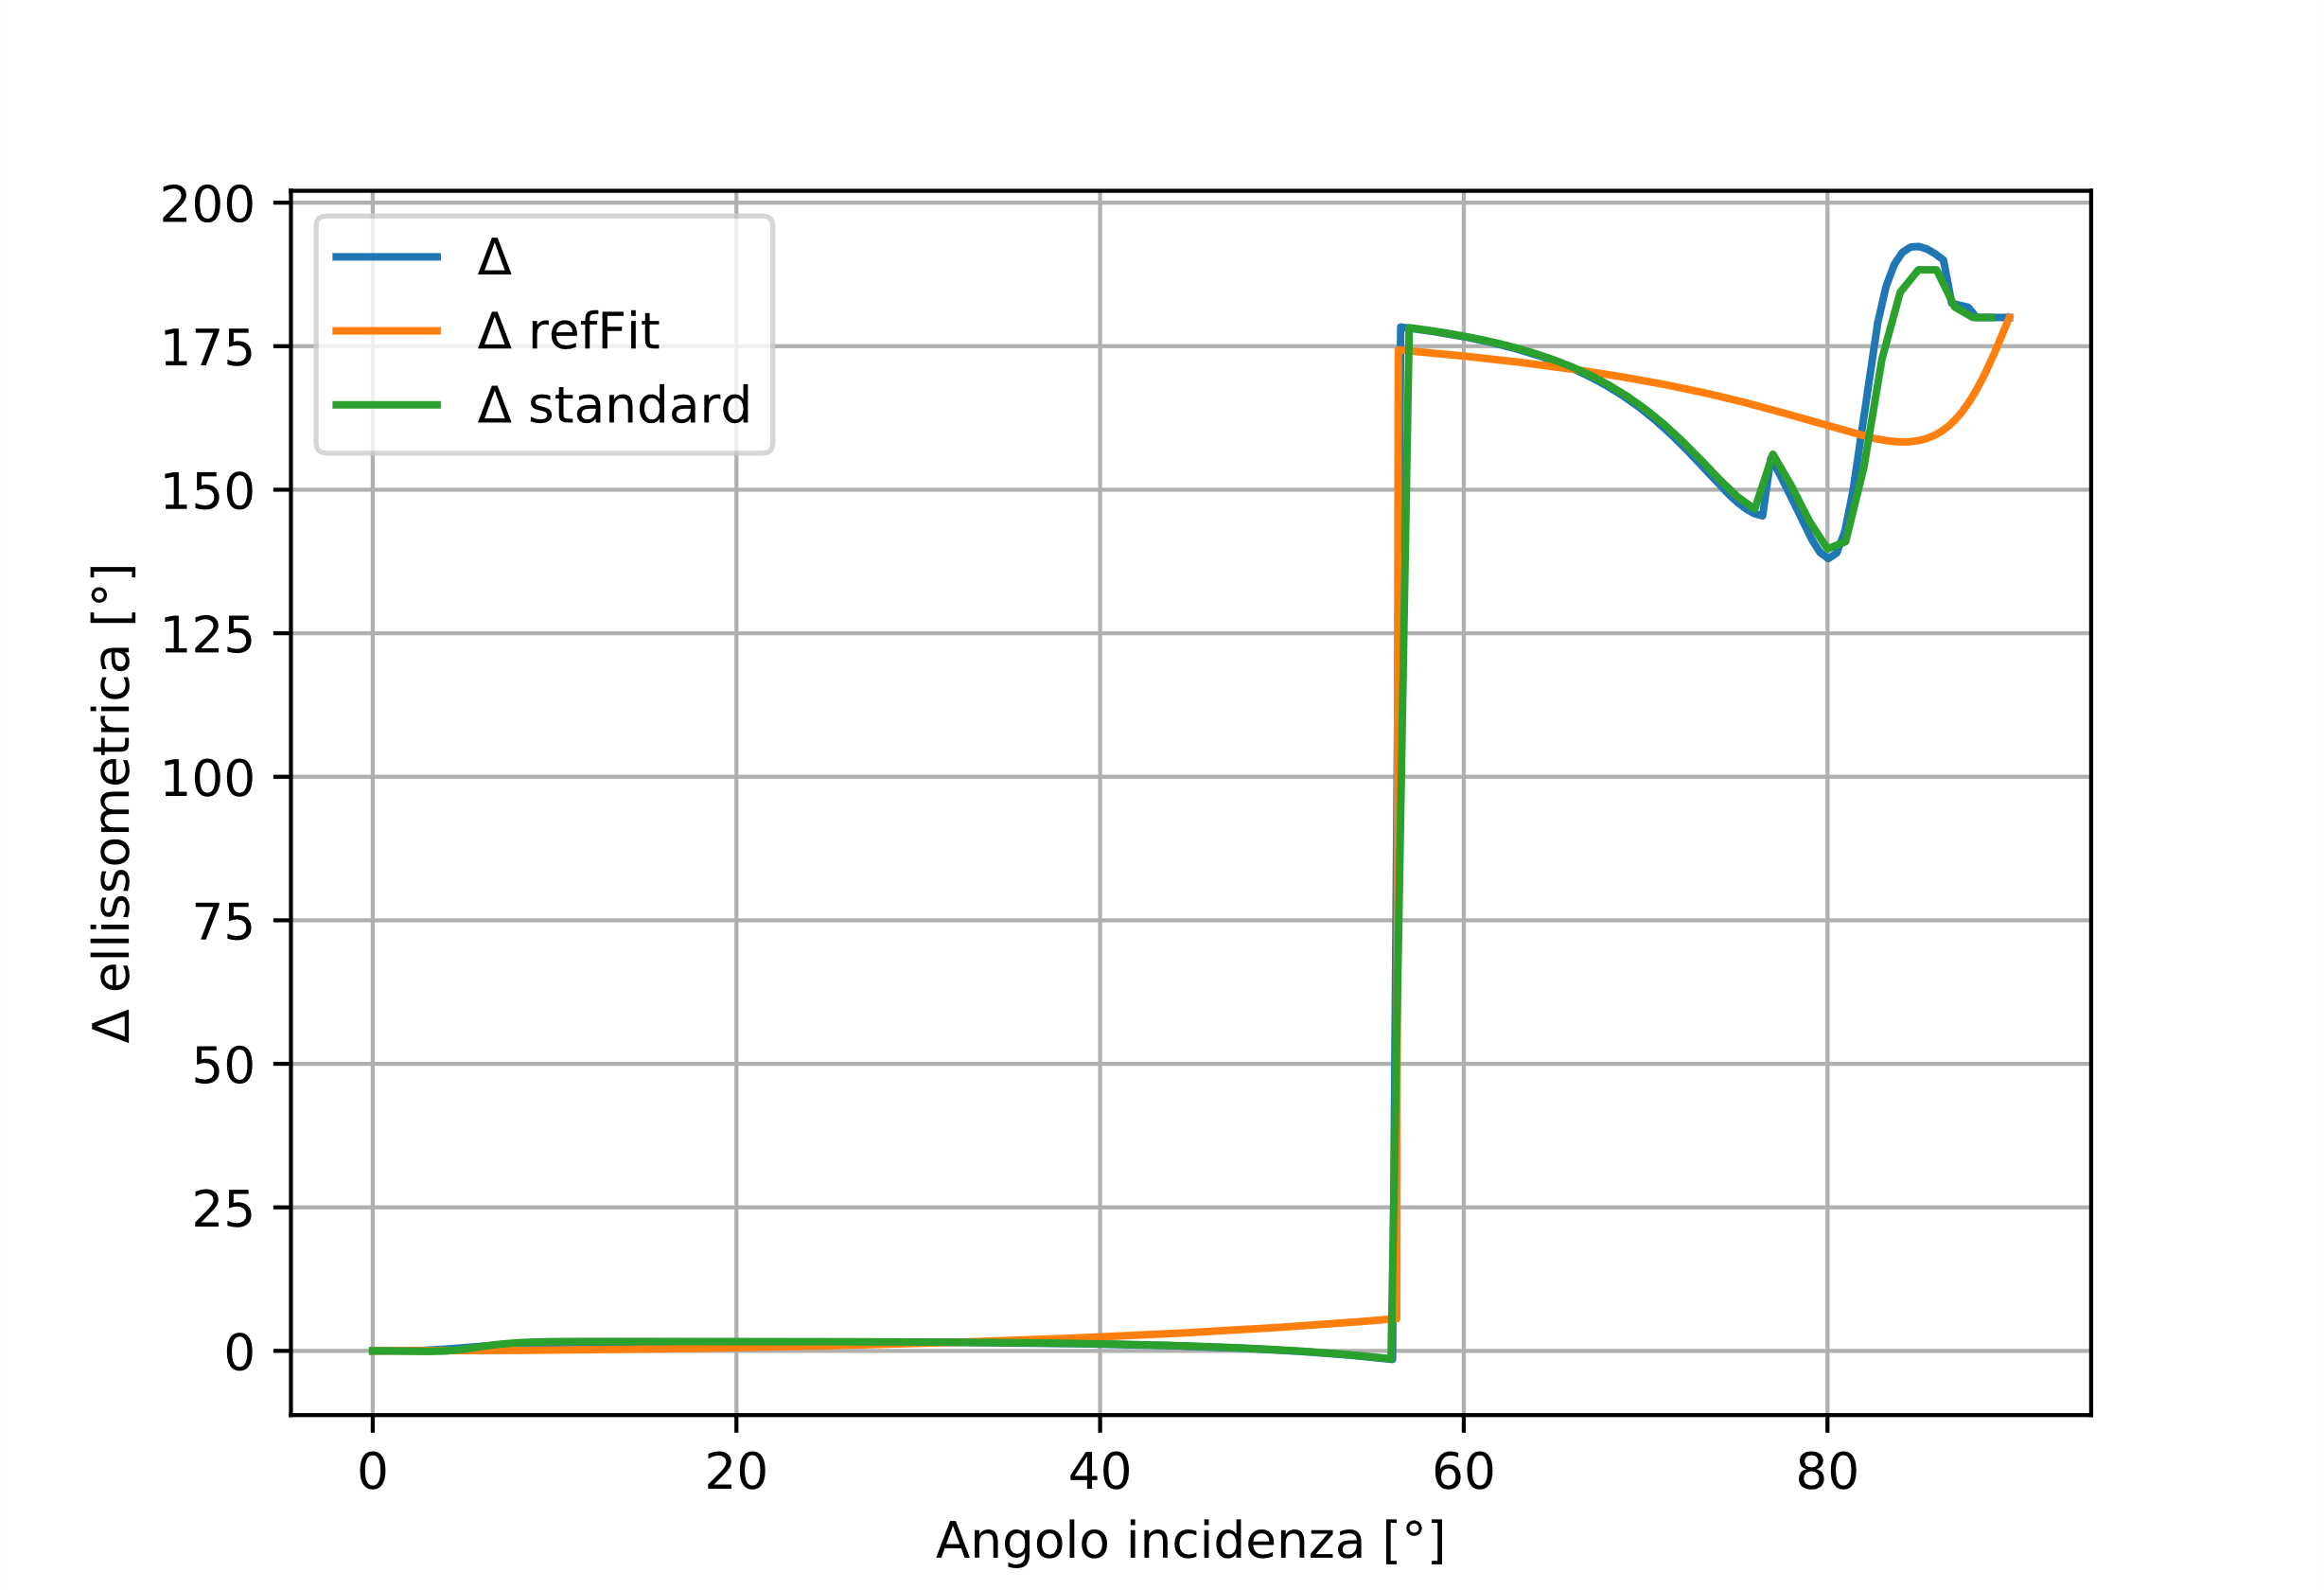 200
175
150
125
100
75
50
25
0
Δ
Δ refFit
Δ standard
Δ ellissometrica [°]
0
20
40
60
80
Angolo incidenza [°]